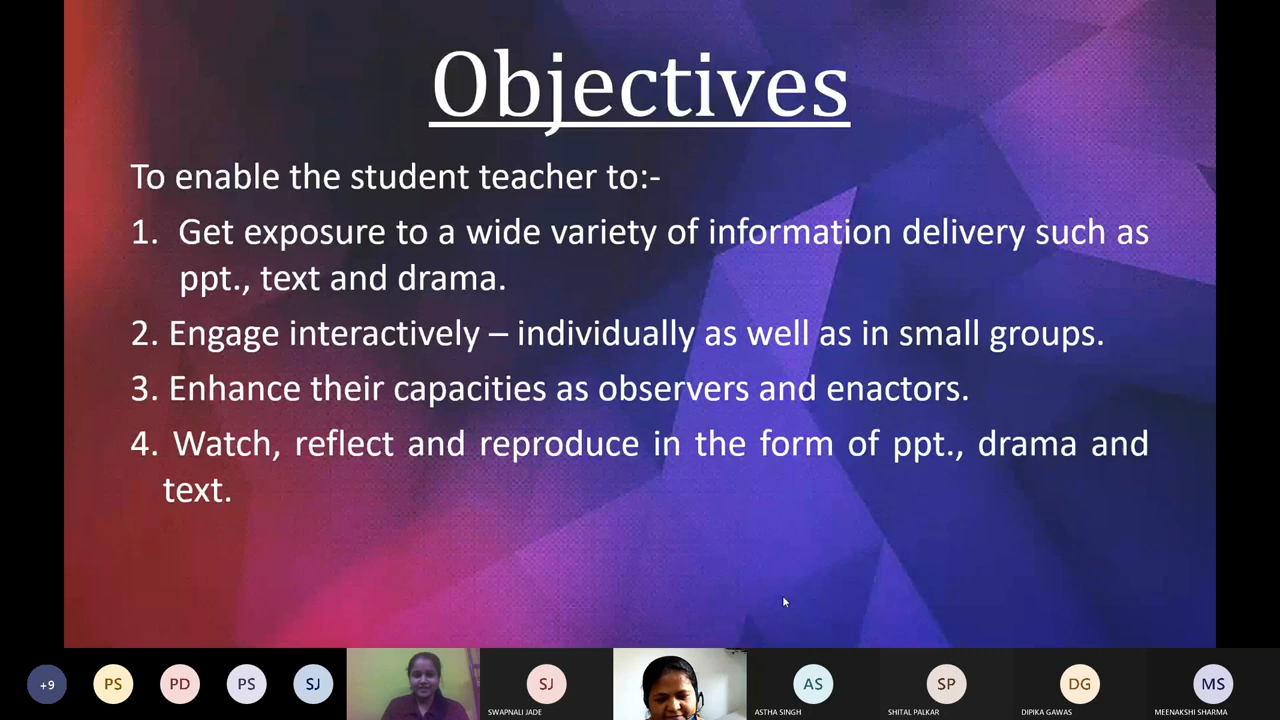 Objectives
To enable the student teacher to:-
1. Get exposure to a wide variety of information delivery such as
ppt., text and drama.
2. Engage interactively – individually as well as in small groups.
3. Enhance their capacities as observers and enactors.
4. Watch, reflect and reproduce in the form of ppt., drama and
text.
+9
PS
PD
PS
SJ
SJ
AS
SP
DG
MS
SWAPNALI JADE
ASTHA SINGH
SHITAL PALKAR
DIPIKA GAWAS
MEENAKSHI SHARMA